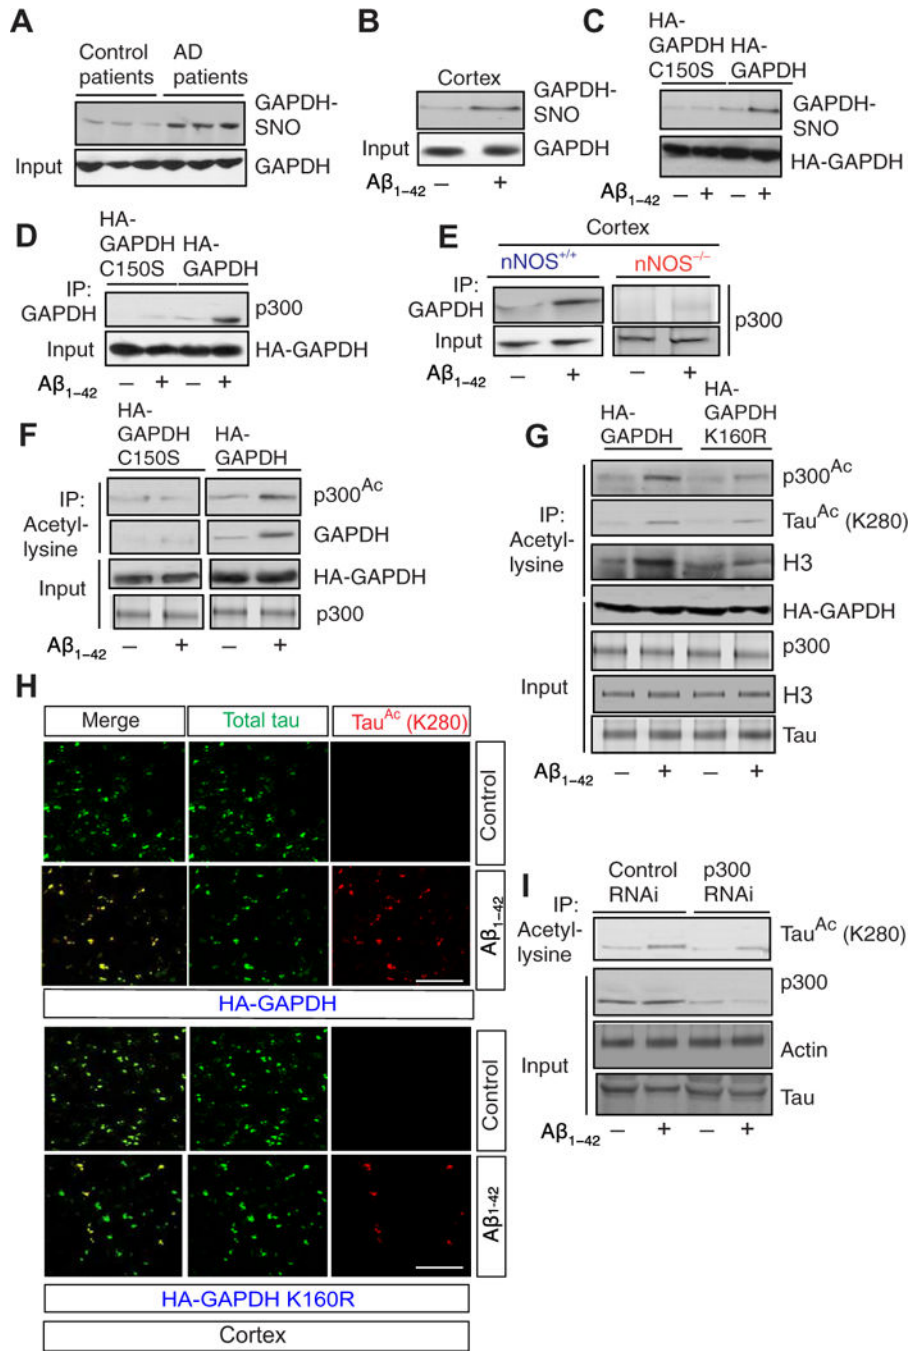 A
Control patients
AD patients
GAPDH-SNO
Input
GAPDH
B
Cortex
GAPDH-SNO
Input
GAPDH
Aβ1–42
–
+
C
HA-GAPDH C150S
HA-GAPDH
GAPDH-SNO
HA-GAPDH
Aβ1–42
– + – +
D
HA-GAPDH C150S
HA-GAPDH
IP: GAPDH
p300
Input
HA-GAPDH
Aβ1–42
– + – +
E
Cortex
nNOS+/+
nNOS–/–
IP: GAPDH
Input
p300
Aβ1–42
– + – +
F
HA-GAPDH C150S
HA-GAPDH
IP: Acetyl-lysine
p300Ac
GAPDH
Input
HA-GAPDH
p300
Aβ1–42
– + – +
G
HA-GAPDH
HA-GAPDH K160R
IP: Acetyl-lysine
p300Ac
TauAc (K280)
H3
Input
HA-GAPDH
p300
H3
Tau
Aβ1–42
– + – +
H
Merge
Total tau
TauAc (K280)
Control
Aβ1–42
HA-GAPDH
Control
Aβ1-42
HA-GAPDH K160R
Cortex
I
Control RNAi
p300 RNAi
IP: Acetyl-lysine
TauAc (K280)
Input
p300
Actin
Tau
Aβ1–42
– + – +